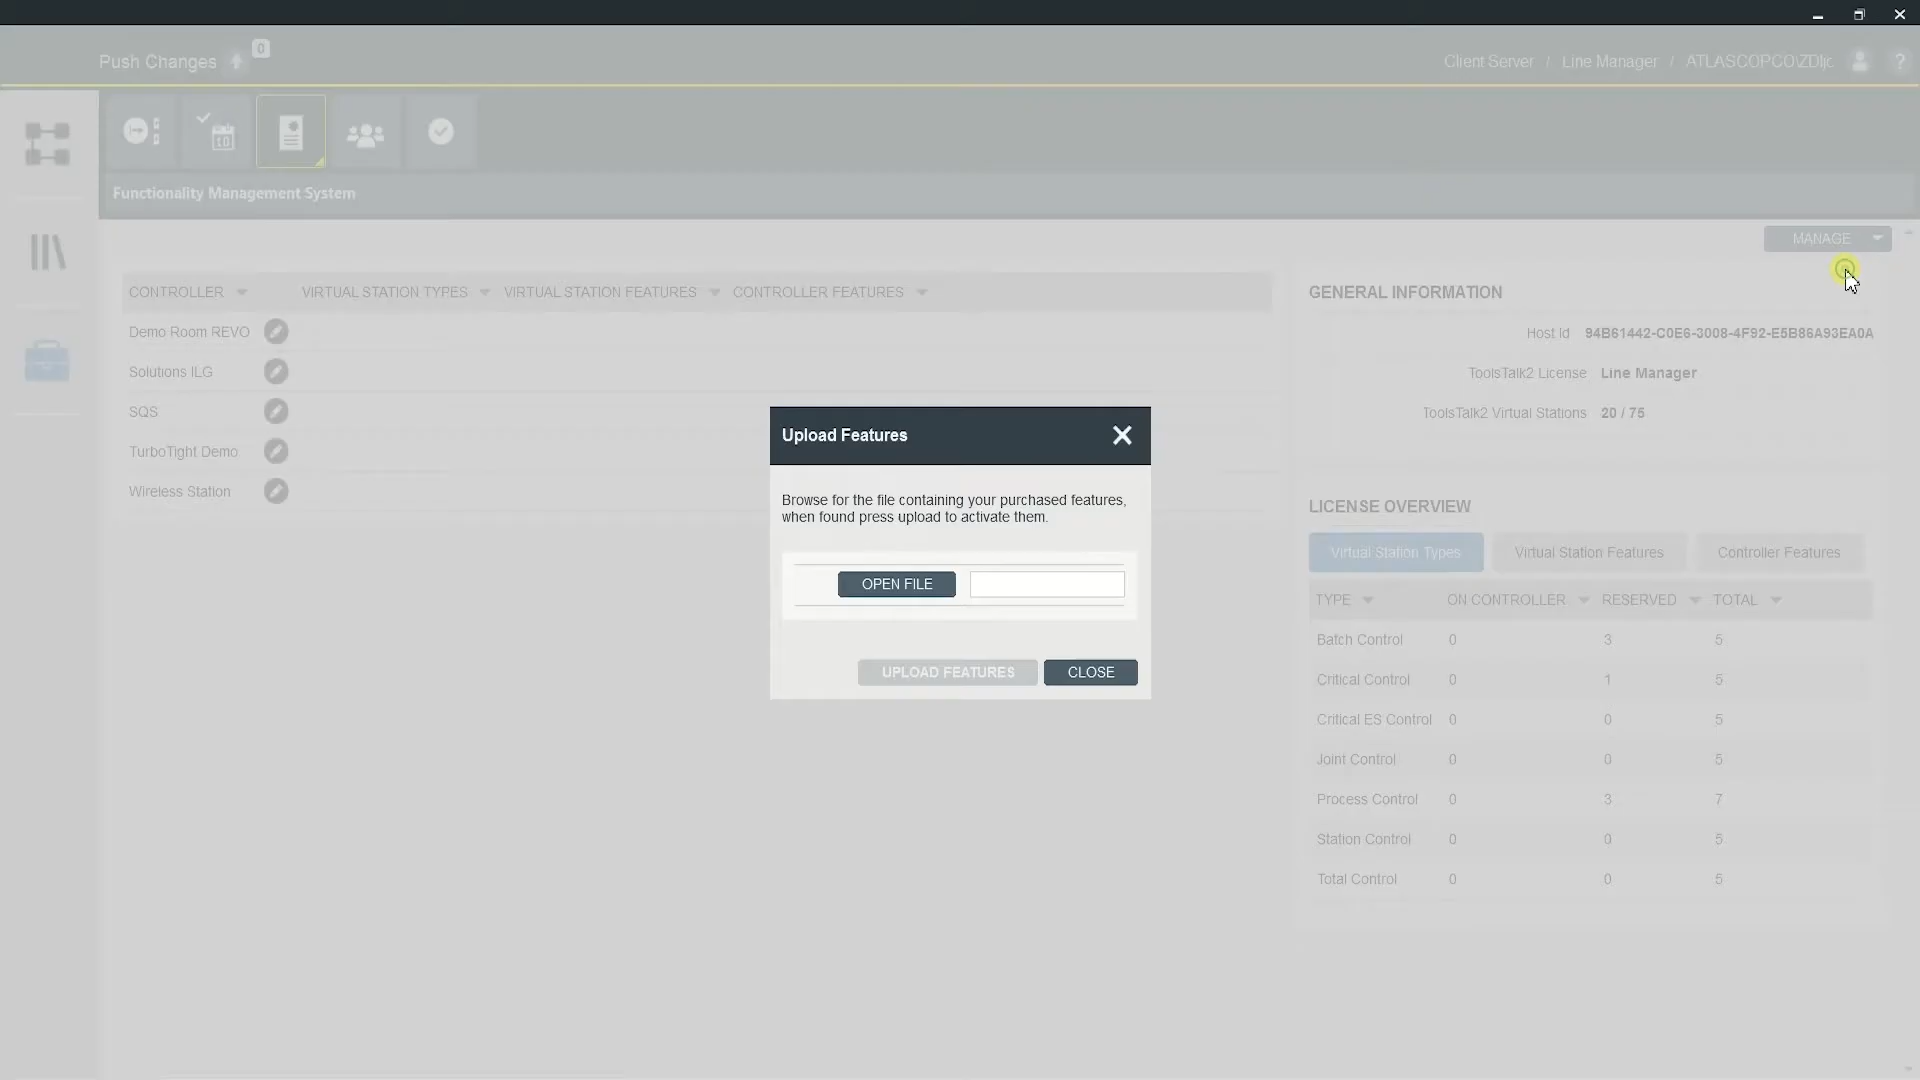 Push Changes 0
Client Server / Line Manager / ATLASCOPCO\ZDljc ?
10
Functionality Management System
MANAGE
CONTROLLER VIRTUAL STATION TYPES VIRTUAL STATION FEATURES CONTROLLER FEATURES
Demo Room REVO
Solutions ILG
SQS
TurboTight Demo
Wireless Station
GENERAL INFORMATION
Host Id 94B61442-C0E6-3008-4F92-E5B86A93EA0A
ToolsTalk2 License Line Manager
ToolsTalk2 Virtual Stations 20 / 75
Upload Features
Browse for the file containing your purchased features,
when found press upload to activate them.
OPEN FILE
UPLOAD FEATURES CLOSE
LICENSE OVERVIEW
Virtual Station Types Virtual Station Features Controller Features
TYPE ON CONTROLLER RESERVED TOTAL
Batch Control 0 3 5
Critical Control 0 1 5
Critical ES Control 0 0 5
Joint Control 0 0 5
Process Control 0 3 7
Station Control 0 0 5
Total Control 0 0 5